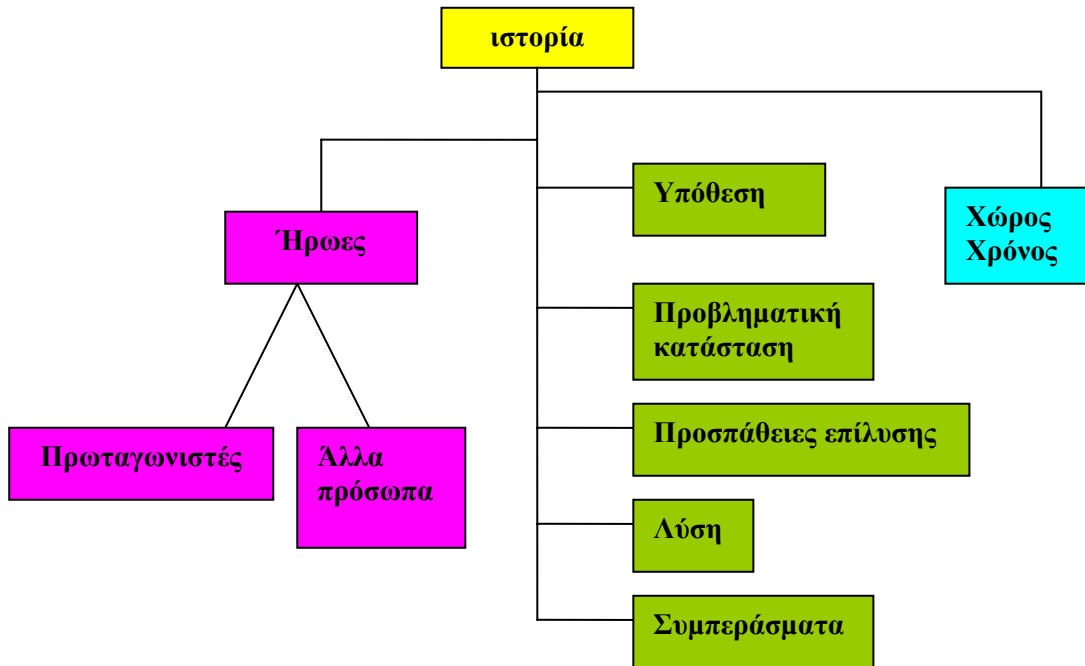 ιστορία
Υπόθεση
Χώρος
Χρόνος
Ήρωες
Προβληματική
κατάσταση
Προσπάθειες επίλυσης
Πρωταγωνιστές
Άλλα
πρόσωπα
Λύση
Συμπεράσματα